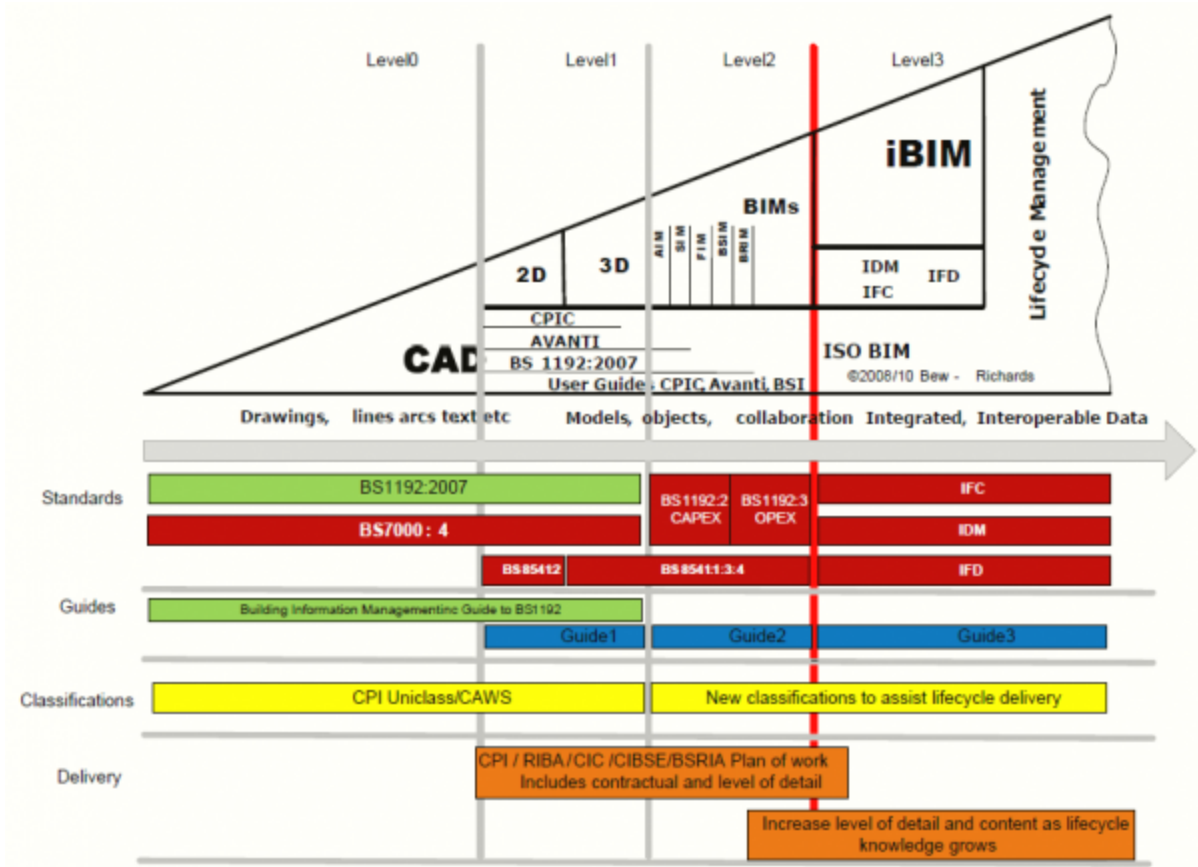 Level0 Level1 Level2 Level3
iBIM
Lifecycle Management
BIMs
AIM
SIM
FIM
BSIM
BRIM
2D 3D
IDM IFD
IFC
CPIC
AVANTI
CAD BS 1192:2007
ISO BIM
User Guides CPIC, Avanti, BSI
©2008/10 Bew - Richards
Drawings, lines arcs text etc Models, objects, collaboration Integrated, Interoperable Data
Standards
BS1192:2007
BS1192:2 BS1192:3 IFC
CAPEX OPEX
BS7000 : 4 IDM
BS8541:2 BS8541:1:3:4 IFD
Guides
Building Information Managementinc Guide to BS1192
Guide1 Guide2 Guide3
Classifications
CPI Uniclass/CAWS New classifications to assist lifecycle delivery
Delivery
CPI / RIBA /CIC /CIBSE/BSRIA Plan of work
Includes contractual and level of detail
Increase level of detail and content as lifecycle
knowledge grows